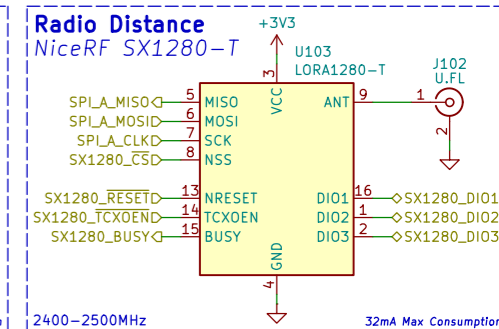 Radio Distance
NiceRF SX1280-T
+3V3
U103
LORA1280-T
J102
U.FL
3
VCC
SPI_A_MISO 5 MISO
ANT 9
1
SPI_A_MOSI 6 MOSI
SPI_A_CLK 7 SCK
2
SX1280_CS 8 NSS
SX1280_RESET 13 NRESET
DIO1 16 SX1280_DIO1
SX1280_TCXOEN 14 TCXOEN
DIO2 1 SX1280_DIO2
SX1280_BUSY 15 BUSY
DIO3 2 SX1280_DIO3
GND
4
2400-2500MHz
32mA Max Consumption